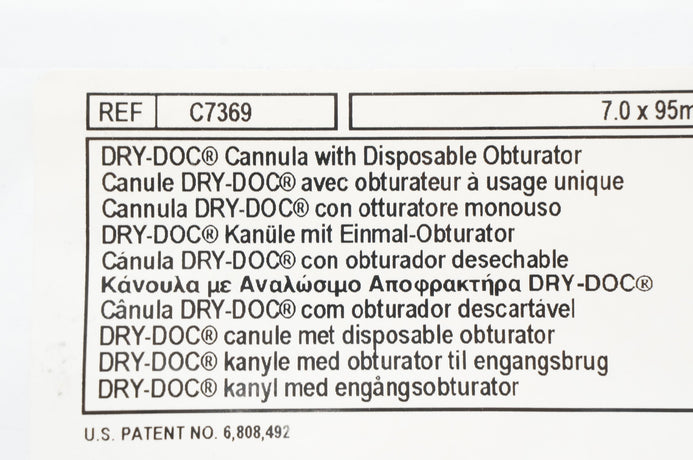 REF C7369 7.0 x 95m
DRY-DOC® Cannula with Disposable Obturator
Canule DRY-DOC® avec obturateur à usage unique
Cannula DRY-DOC® con otturatore monouso
DRY-DOC® Kanüle mit Einmal-Obturator
Cánula DRY-DOC® con obturador desechable
Κάνουλα με Αναλώσιμο Αποφρακτήρα DRY-DOC®
Cânula DRY-DOC® com obturador descartável
DRY-DOC® canule met disposable obturator
DRY-DOC® kanyle med obturator til engangsbrug
DRY-DOC® kanyl med engångsobturator
U.S. PATENT NO. 6,808,492